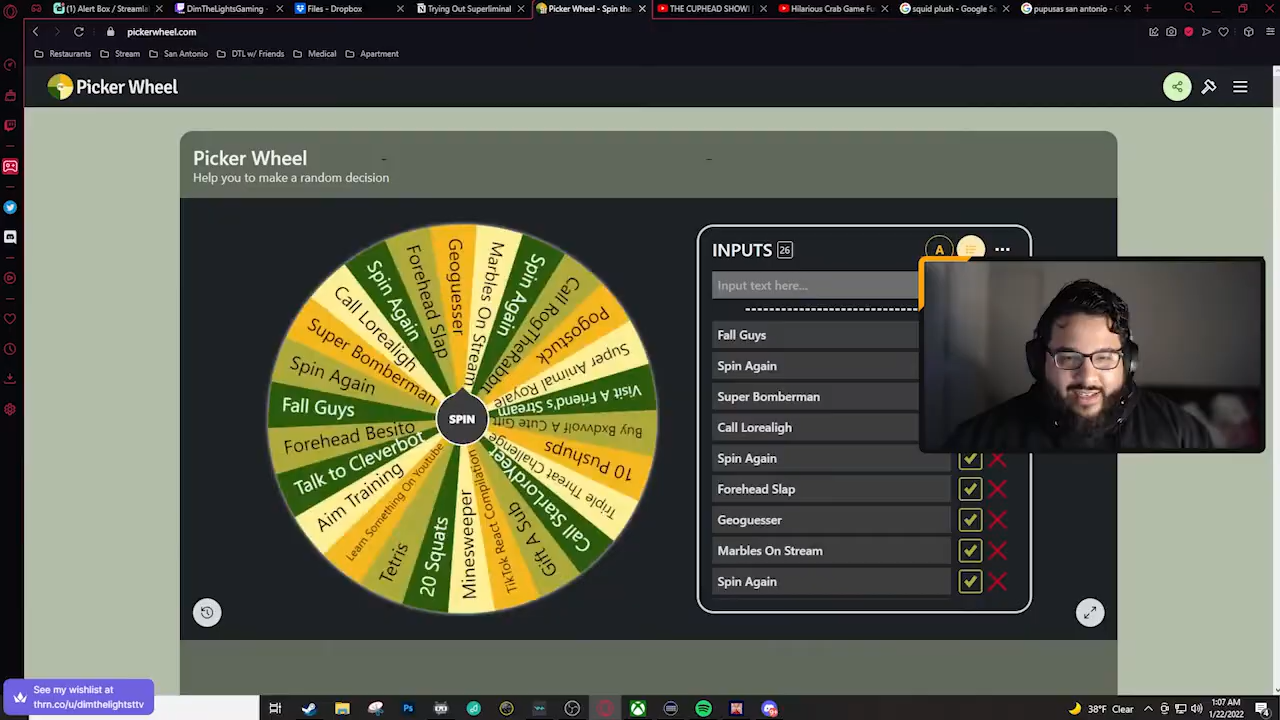 (1) Alert Box / Streamlal
DimTheLightsGaming -
Files - Dropbox
Trying Out Superliminal
Picker Wheel - Spin the
THE CUPHEAD SHOW! |
Hilarious Crab Game Fu
squid plush - Google Se
pupusas san antonio - G
pickerwheel.com
Restaurants
Stream
San Antonio
DTL w/ Friends
Medical
Apartment
Picker Wheel
Picker Wheel
Help you to make a random decision
Marbles On Stream
Spin Again
Call RogTheRabbit
Pogostuck
Super Animal Royale
Visit A Friend's Stream
Buy Bxdvvolf A Cute Gift
10 Pushups
Triple Threat Challenge
Call StarLordYeet
Gift A Sub
TikTok React Compilation
Minesweeper
20 Squats
Tetris
Learn Something On Youtube
Aim Training
Talk to Cleverbot
Forehead Besito
Fall Guys
Spin Again
Super Bomberman
Call Lorealigh
Spin Again
Forehead Slap
Geoguesser
SPIN
INPUTS 26
A
Input text here...
Fall Guys
Spin Again
Super Bomberman
Call Lorealigh
Spin Again
Forehead Slap
Geoguesser
Marbles On Stream
Spin Again
See my wishlist at
thrn.co/u/dimthelightsttv
38°F Clear
1:07 AM
1/22/2022